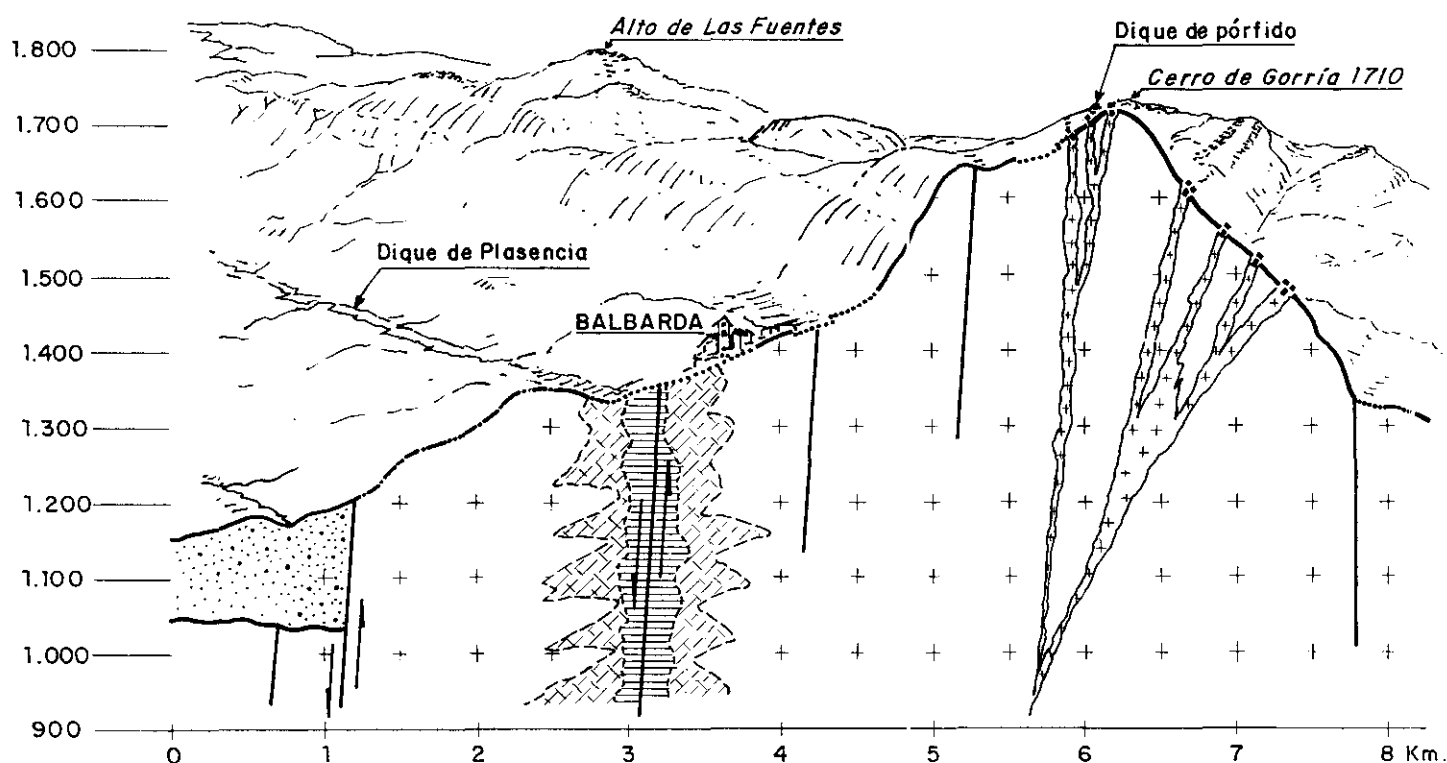 Alto de Las Fuentes
Dique de pórfido
Cerro de Gorría 1710
Dique de Plasencia
BALBARDA
1.800
1.700
1.600
1.500
1.400
1.300
1.200
1.100
1.000
900
0 1 2 3 4 5 6 7 8 Km.